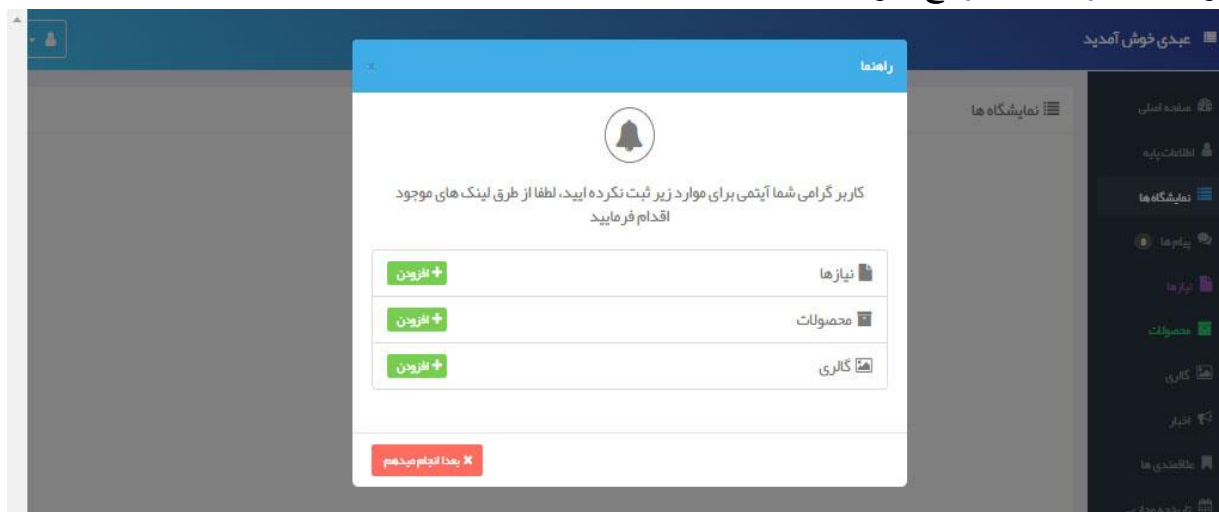 عبدی خوش آمدید
صفحه اصلی
اطلاعات پایه
نمایشگاه ها
پیام ها 0
نیازها
محصولات
گالری
اخبار
علاقمندی ها
نمایشگاه ها
راهنما
×
کاربر گرامی شما آیتمی برای موارد زیر ثبت نکرده ایید، لطفا از طرق لینک های موجود
اقدام فرمایید
نیازها
+ افزودن
محصولات
+ افزودن
گالری
+ افزودن
× بعدا انجام میدهم